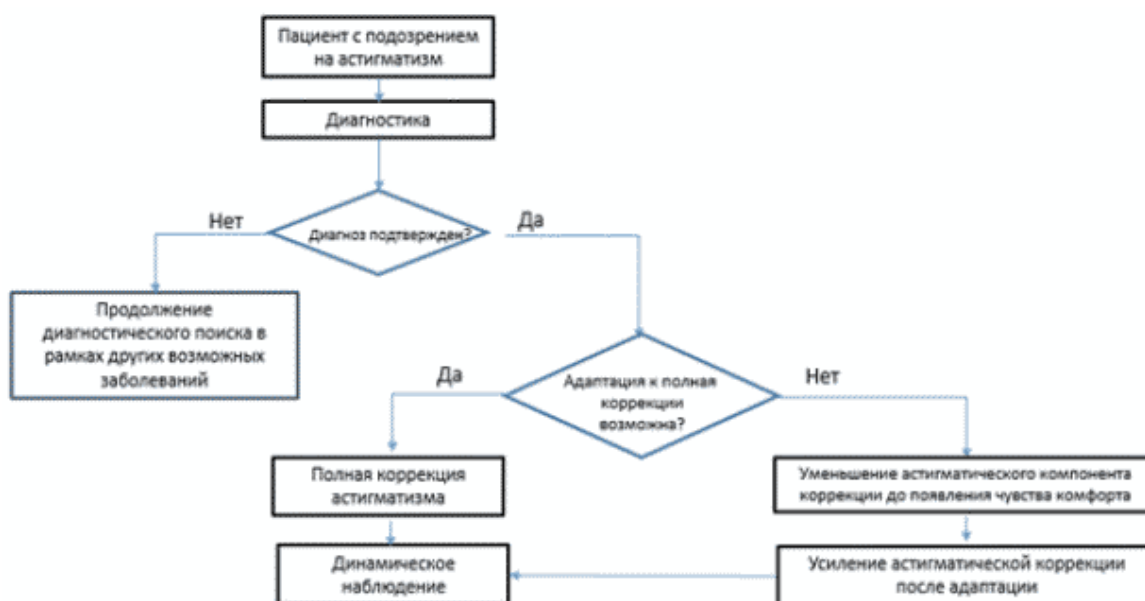 Пациент с подозрением
на астигматизм
Диагностика
Нет
Да
Диагноз подтвержден?
Продолжение
диагностического поиска в
рамках других возможных
заболеваний
Да
Адаптация к полная
коррекции
возможна?
Нет
Полная коррекция
астигматизма
Уменьшение астигматического компонента
коррекции до появления чувства комфорта
Динамическое
наблюдение
Усиление астигматической коррекции
после адаптации